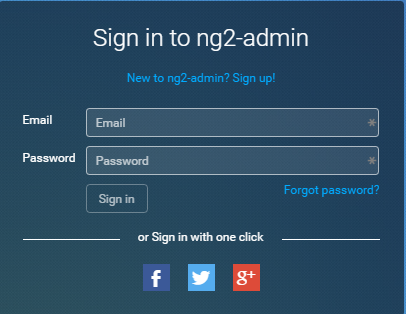 Sign in to ng2-admin
New to ng2-admin? Sign up!
Email
Email *
Password
Password *
Sign in
Forgot password?
or Sign in with one click
f
g+